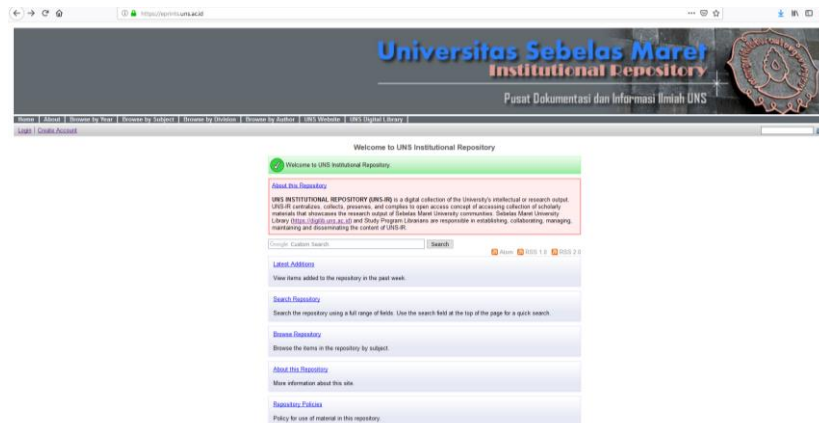 https://eprints.uns.ac.id
Universitas Sebelas Maret
Institutional Repository
Pusat Dokumentasi dan Informasi Ilmiah UNS
Home | About | Browse by Year | Browse by Subject | Browse by Division | Browse by Author | UNS Website | UNS Digital Library |
Login | Create Account
Welcome to UNS Institutional Repository
Welcome to UNS Institutional Repository.
About this Repository
UNS INSTITUTIONAL REPOSITORY (UNS-IR) is a digital collection of the University's intellectual or research output.
UNS-IR centralizes, collects, preserves, and complies to open access concept of accessing collection of scholarly
materials that showcases the research output of Sebelas Maret University communities. Sebelas Maret University
Library (https://digilib.uns.ac.id) and Study Program Librarians are responsible in establishing, collaborating, managing,
maintaining and disseminating the content of UNS-IR.
Google Custom Search
Search
Atom RSS 1.0 RSS 2.0
Latest Additions
View items added to the repository in the past week.
Search Repository
Search the repository using a full range of fields. Use the search field at the top of the page for a quick search.
Browse Repository
Browse the items in the repository by subject.
About this Repository
More information about this site.
Repository Policies
Policy for use of material in this repository.